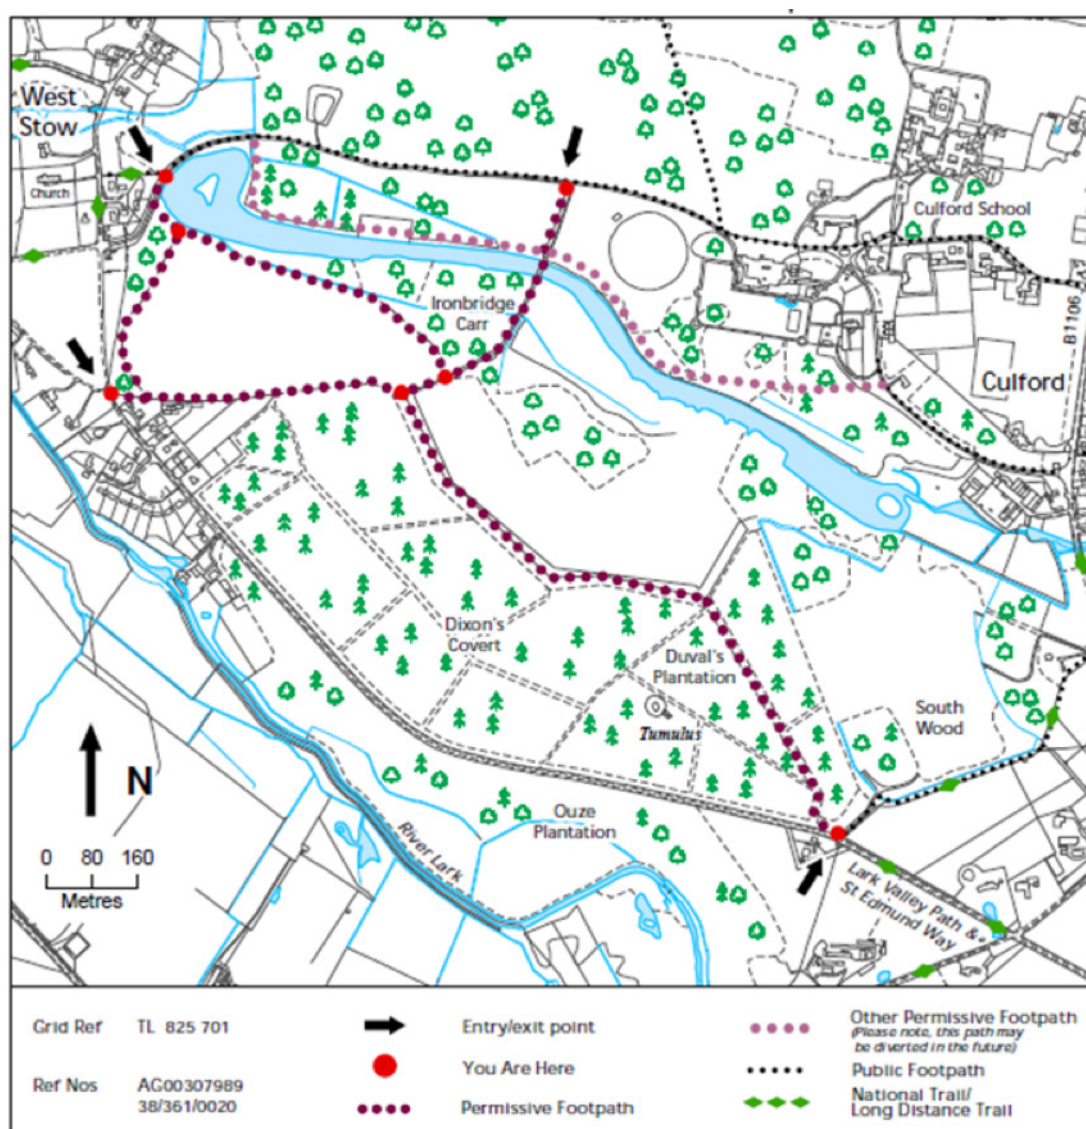 West
Stow
Church
Culford School
Ironbridge
Carr
B1106
Culford
Dixon's
Covert
Duval's
Plantation
Tumulus
South
Wood
N
Ouze
Plantation
River Lark
0 80 160
Metres
Lark Valley Path &
St Edmund Way
Grid Ref TL 825 701
Ref Nos AG00307989
38/361/0020
Entry/exit point
You Are Here
Permissive Footpath
Other Permissive Footpath
(Please note, this path may
be diverted in the future)
Public Footpath
National Trail/
Long Distance Trail